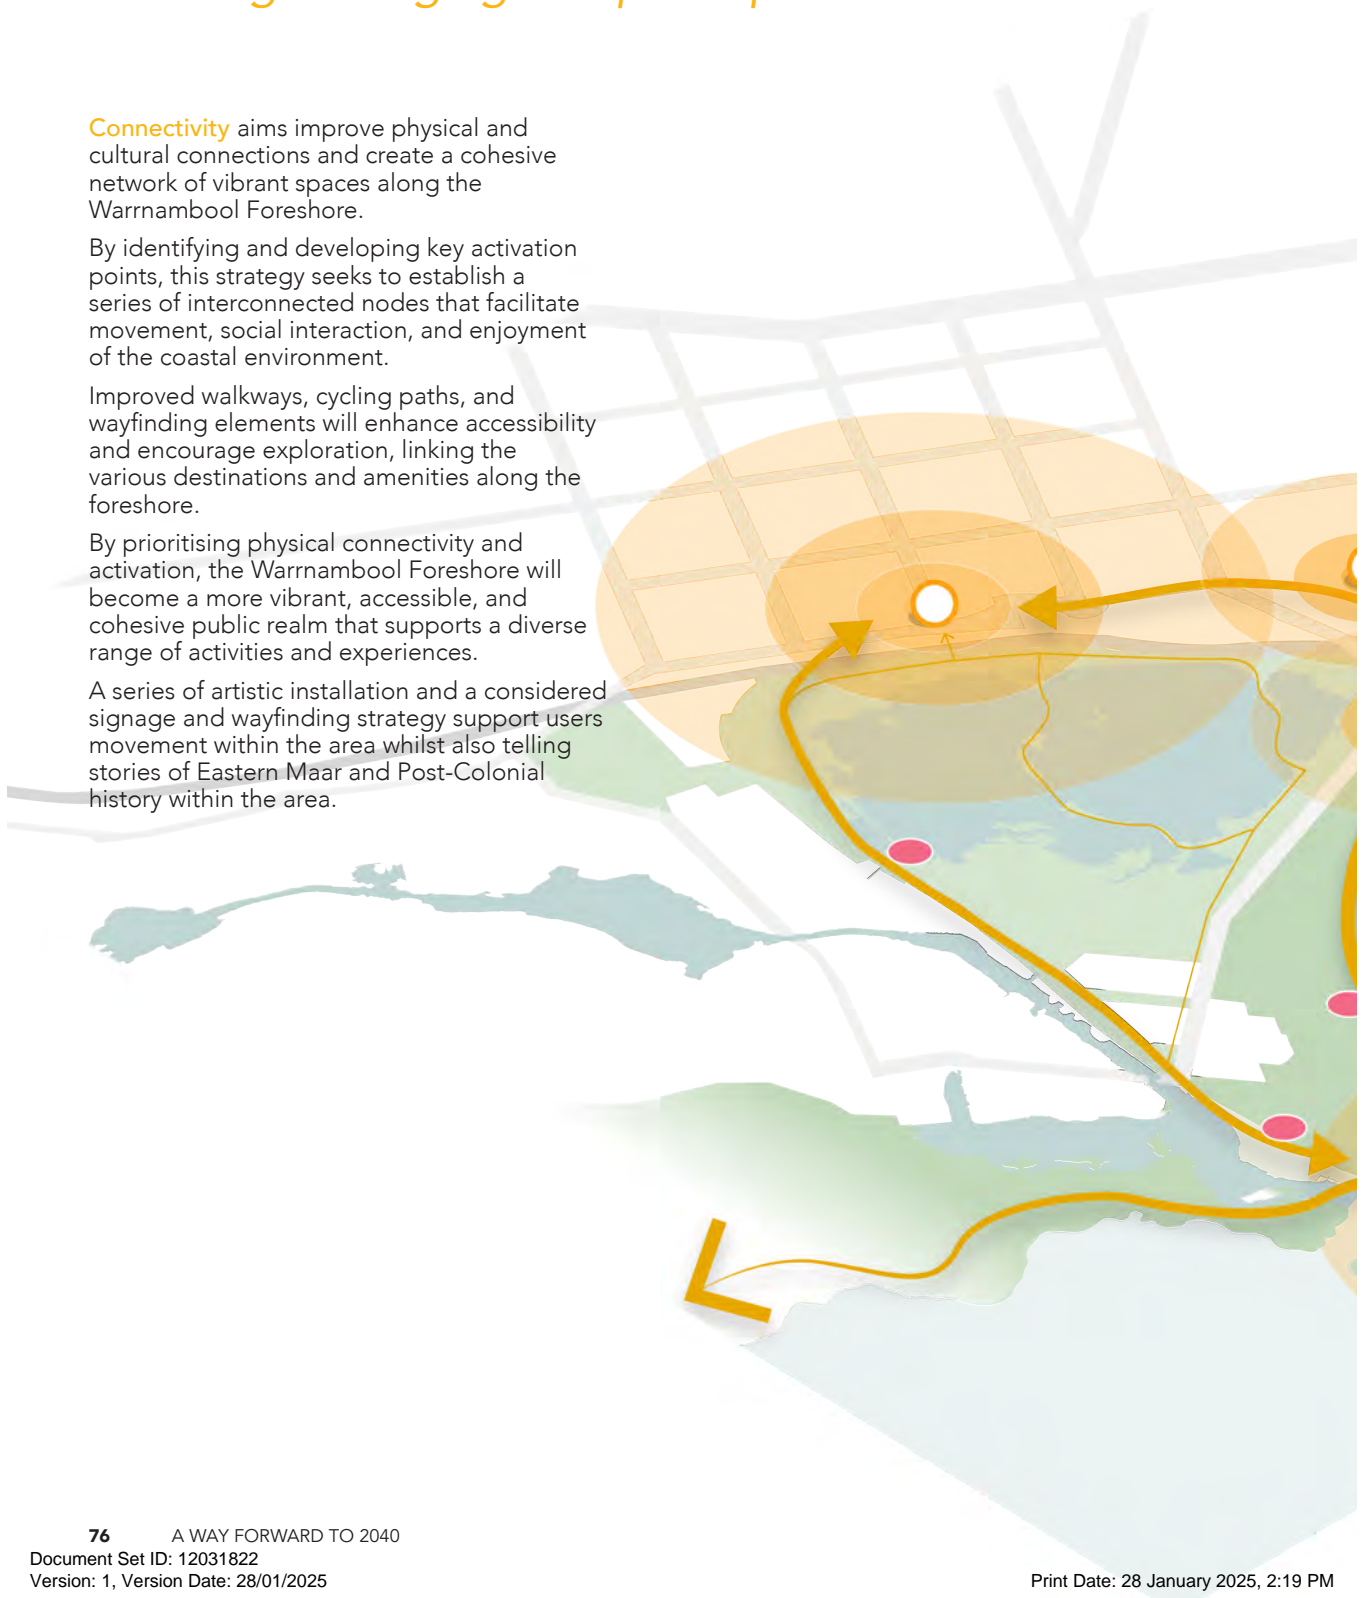 Connectivity aims improve physical and
cultural connections and create a cohesive
network of vibrant spaces along the
Warrnambool Foreshore.
By identifying and developing key activation
points, this strategy seeks to establish a
series of interconnected nodes that facilitate
movement, social interaction, and enjoyment
of the coastal environment.
Improved walkways, cycling paths, and
wayfinding elements will enhance accessibility
and encourage exploration, linking the
various destinations and amenities along the
foreshore.
By prioritising physical connectivity and
activation, the Warrnambool Foreshore will
become a more vibrant, accessible, and
cohesive public realm that supports a diverse
range of activities and experiences.
A series of artistic installation and a considered
signage and wayfinding strategy support users
movement within the area whilst also telling
stories of Eastern Maar and Post-Colonial
history within the area.
76 A WAY FORWARD TO 2040
Document Set ID: 12031822
Version: 1, Version Date: 28/01/2025
Print Date: 28 January 2025, 2:19 PM